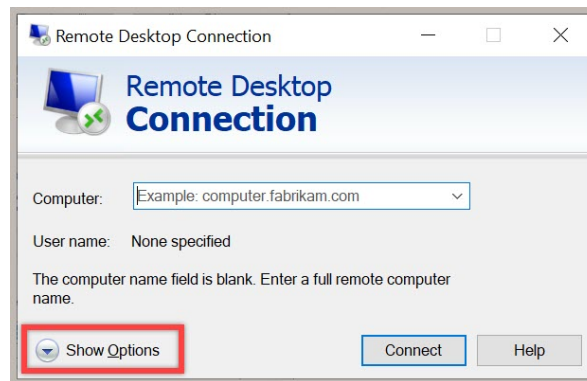 Remote Desktop Connection
Remote Desktop
Connection
Computer: Example: computer.fabrikam.com
User name: None specified
The computer name field is blank. Enter a full remote computer
name.
Show Options Connect Help